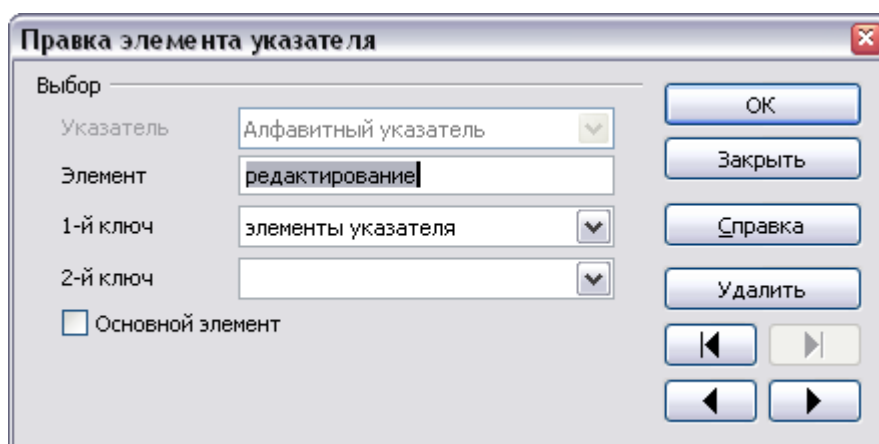 Правка элемента указателя
Выбор
Указатель
Алфавитный указатель
Элемент
редактирование
1-й ключ
элементы указателя
2-й ключ
Основной элемент
ОК
Закрыть
Справка
Удалить